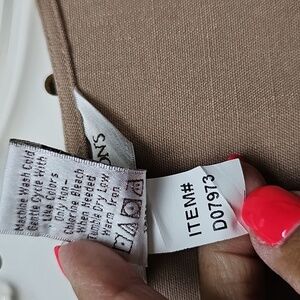 Machine Wash Cold
Gentle Cycle With
Like Colors
Only Non-
Chlorine Bleach
When Needed
Tumble Dry Low
Warm Iron
ITEM#
D07973